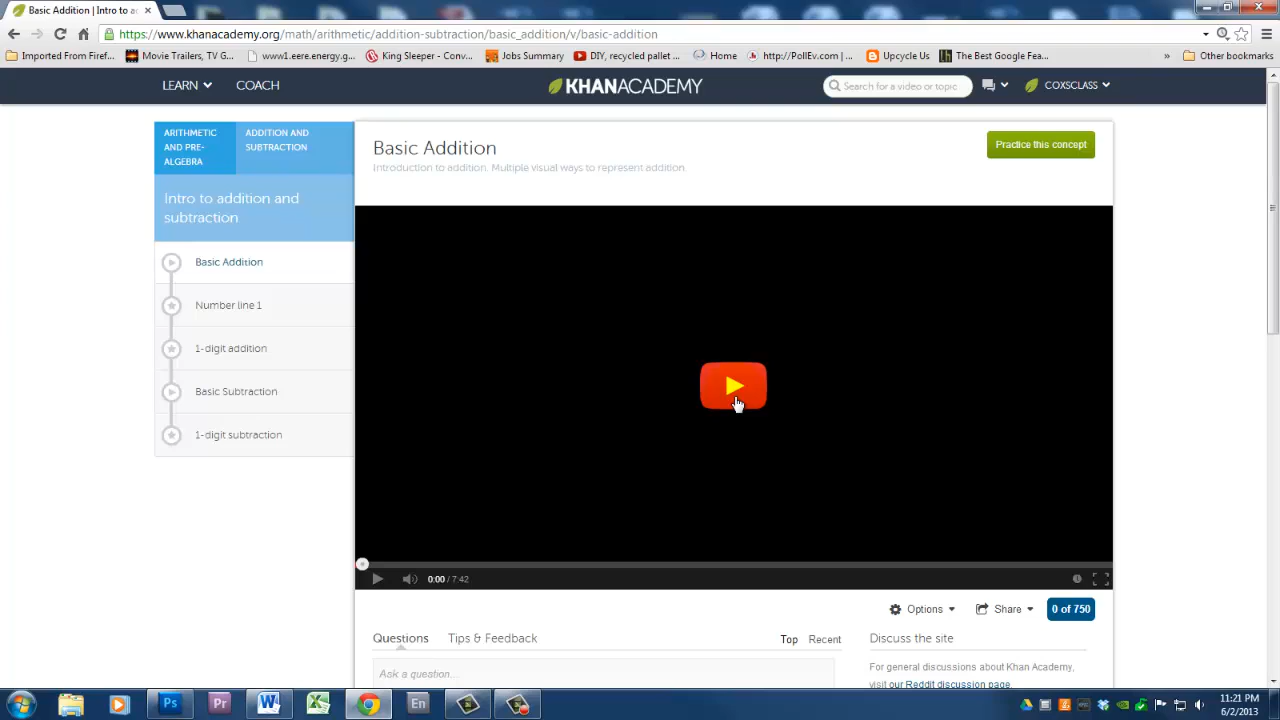 Basic Addition | Intro to a
https://www.khanacademy.org/math/arithmetic/addition-subtraction/basic_addition/v/basic-addition
Imported From Firef... Movie Trailers, TV G... www1.eere.energy.g... King Sleeper - Conv... Jobs Summary DIY, recycled pallet ... Home http://PollEv.com | ... Upcycle Us The Best Google Fea... » Other bookmarks
LEARN COACH KHANACADEMY Search for a video or topic COXSCLASS
ARITHMETIC AND PRE-ALGEBRA
ADDITION AND SUBTRACTION
Intro to addition and
subtraction
Basic Addition
Number line 1
1-digit addition
Basic Subtraction
1-digit subtraction
Basic Addition
Introduction to addition. Multiple visual ways to represent addition.
Practice this concept
0:00 / 7:42
Options Share 0 of 750
Questions Tips & Feedback Top Recent
Ask a question...
Discuss the site
For general discussions about Khan Academy,
visit our Reddit discussion page.
Ps Pr W X En Ai
11:21 PM
6/2/2013